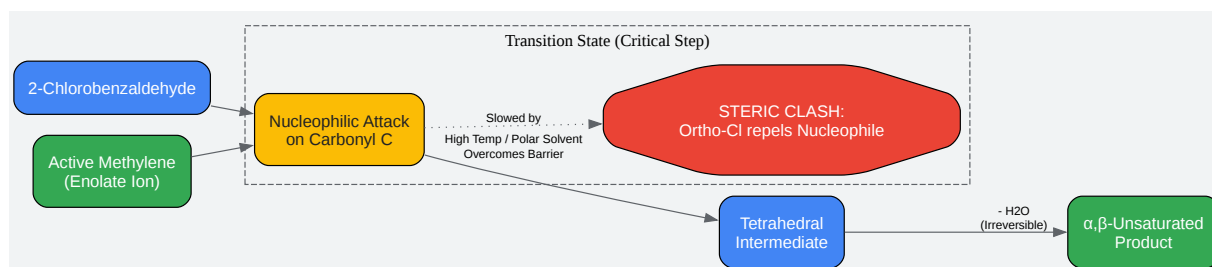 Transition State (Critical Step)
2-Chlorobenzaldehyde
Active Methylene
(Enolate Ion)
Nucleophilic Attack
on Carbonyl C
Slowed by
High Temp / Polar Solvent
Overcomes Barrier
STERIC CLASH:
Ortho-Cl repels Nucleophile
Tetrahedral
Intermediate
- H2O
(Irreversible)
α,β-Unsaturated
Product